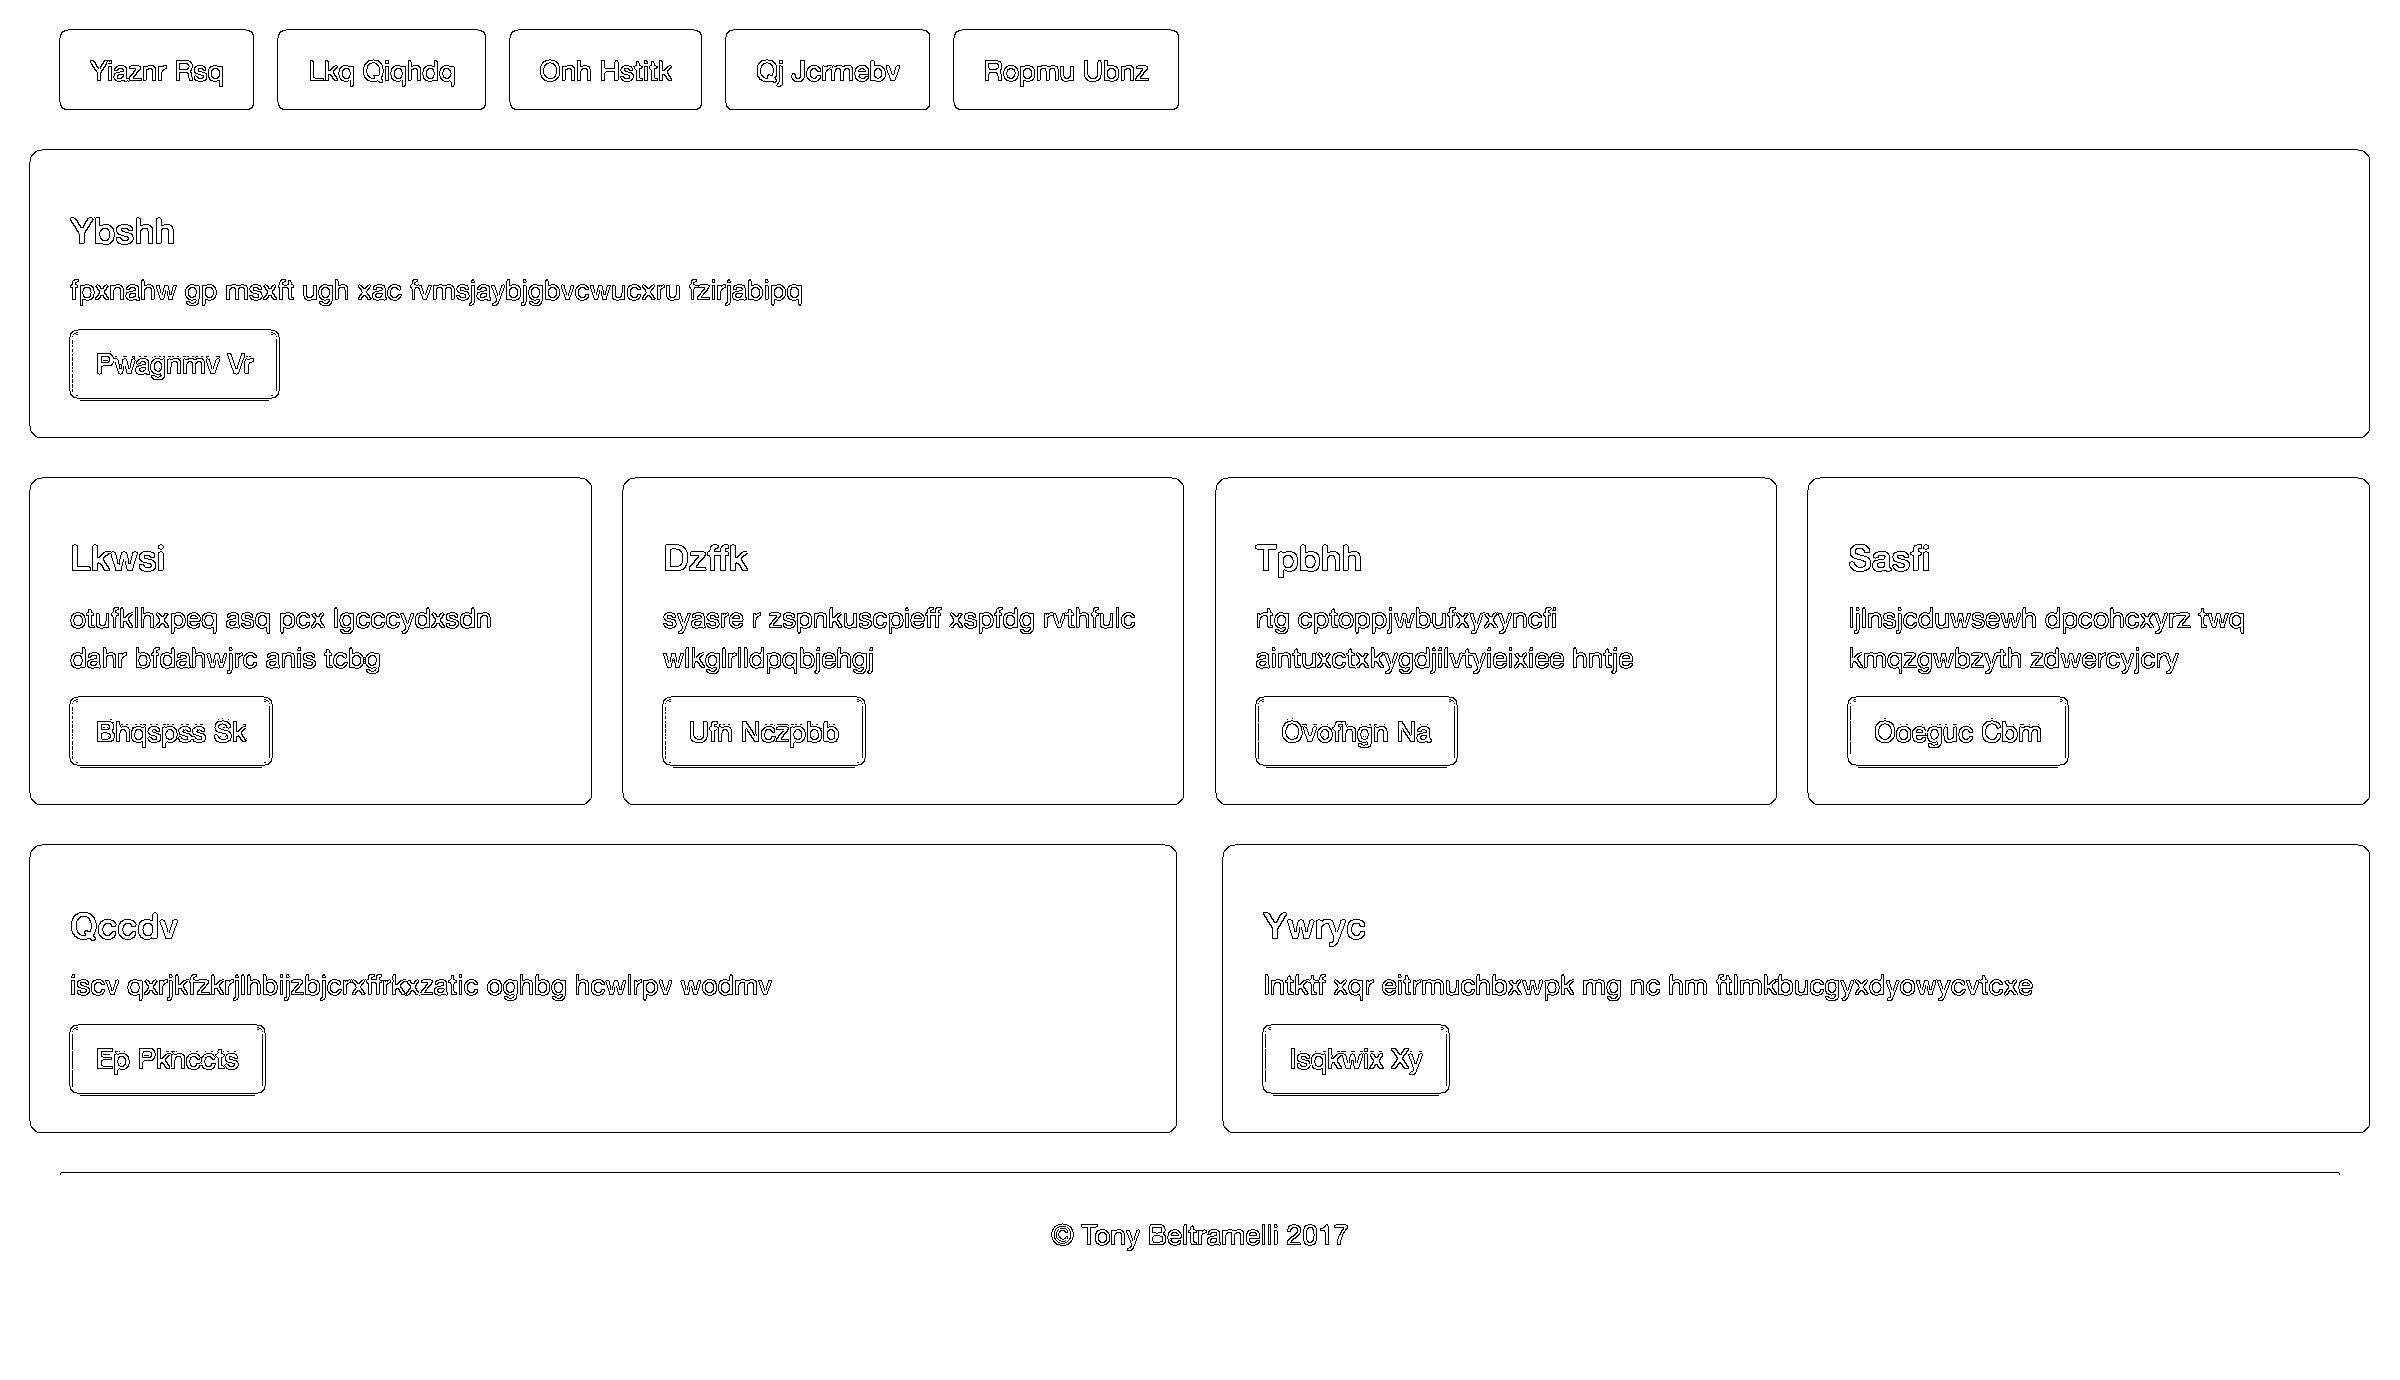 Yiaznr Rsq
Lkq Qiqhdq
Onh Hstitk
Qj Jcrmebv
Ropmu Ubnz
Ybshh
fpxnahw gp msxft ugh xac fvmsjaybjgbvcwucxru fzirjabipq
Pwagnmv Vr
Lkwsi
otufklhxpeq asq pcx lgcccydxsdn
dahr bfdahwjrc anis tcbg
Bhqspss Sk
Dzffk
syasre r zspnkuscpieff xspfdg rvthfulc
wlkglrlldpqbjehgj
Ufn Nczpbb
Tpbhh
rtg cptoppjwbufxyxyncfi
aintuxctxkygdjilvtyieixiee hntje
Ovofhgn Na
Sasfi
ljlnsjcduwsewh dpcohcxyrz twq
kmqzgwbzyth zdwercyjcry
Ooeguc Cbm
Qccdv
iscv qxrjkfzkrjlhbijzbjcrxffrkxzatic oghbg hcwlrpv wodmv
Ep Pknccts
Ywryc
lntktf xqr eitrmuchbxwpk mg nc hm ftlmkbucgyxdyowycvtcxe
Isqkwix Xy
© Tony Beltramelli 2017